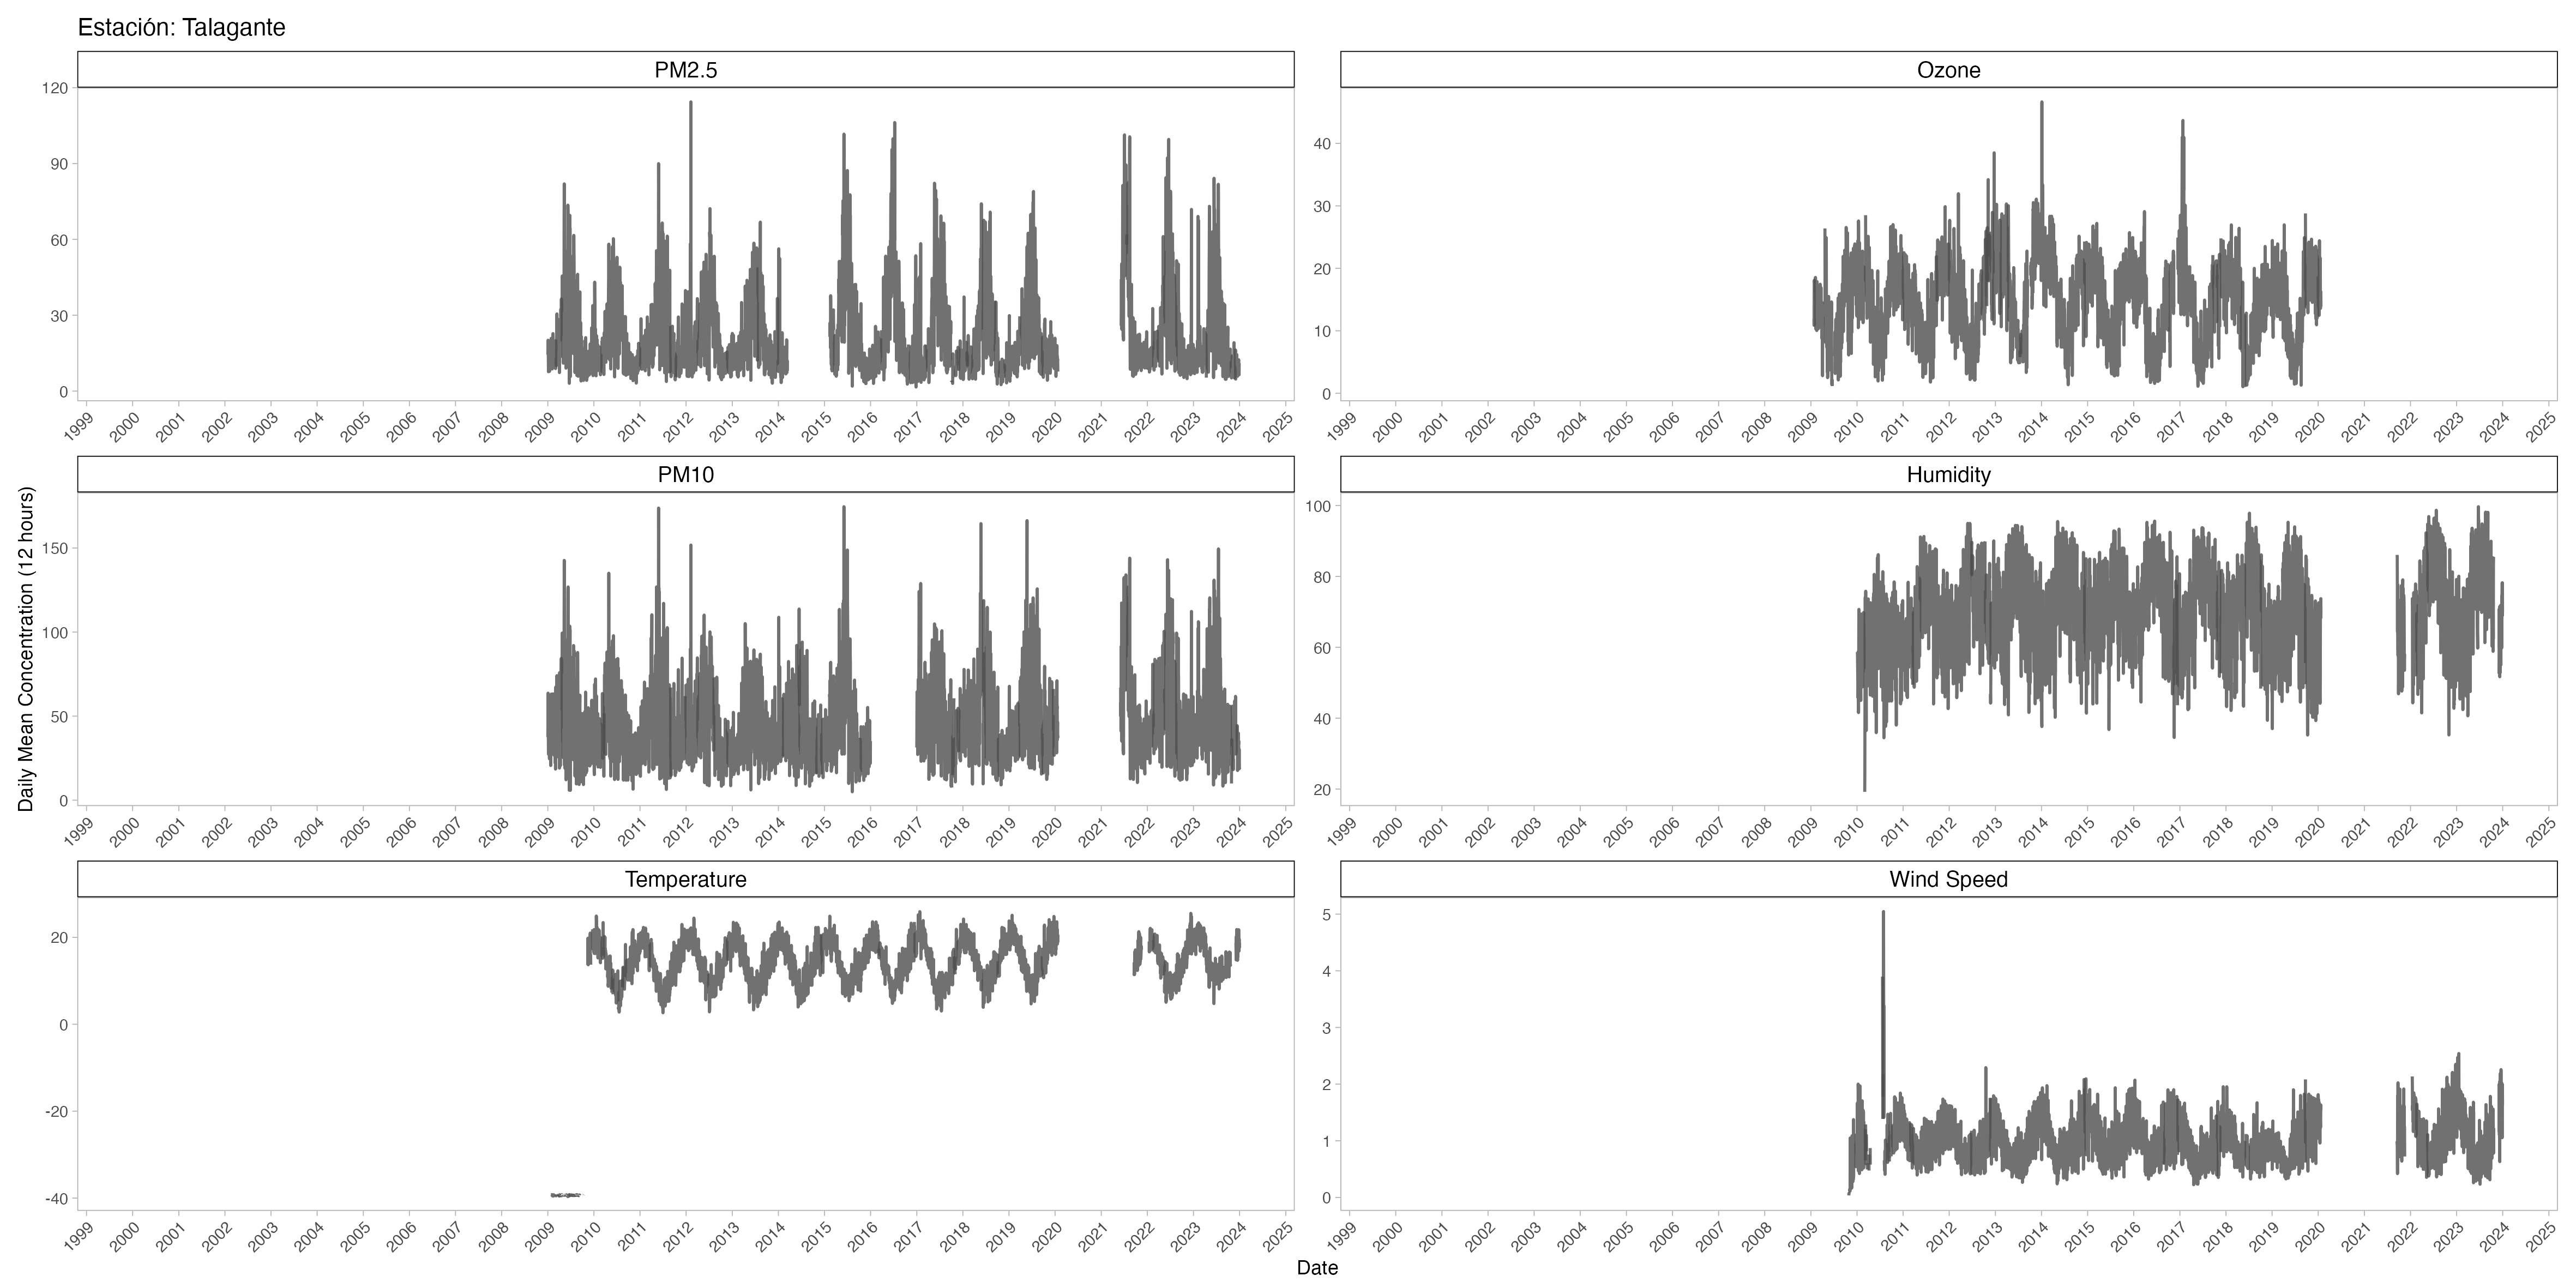 Estación: Talagante
PM2.5
120
90
60
30
0
1999 2000 2001 2002 2003 2004 2005 2006 2007 2008 2009 2010 2011 2012 2013 2014 2015 2016 2017 2018 2019 2020 2021 2022 2023 2024 2025
Ozone
40
30
20
10
0
1999 2000 2001 2002 2003 2004 2005 2006 2007 2008 2009 2010 2011 2012 2013 2014 2015 2016 2017 2018 2019 2020 2021 2022 2023 2024 2025
Daily Mean Concentration (12 hours)
PM10
150
100
50
0
1999 2000 2001 2002 2003 2004 2005 2006 2007 2008 2009 2010 2011 2012 2013 2014 2015 2016 2017 2018 2019 2020 2021 2022 2023 2024 2025
Humidity
100
80
60
40
20
1999 2000 2001 2002 2003 2004 2005 2006 2007 2008 2009 2010 2011 2012 2013 2014 2015 2016 2017 2018 2019 2020 2021 2022 2023 2024 2025
Temperature
20
0
-20
-40
1999 2000 2001 2002 2003 2004 2005 2006 2007 2008 2009 2010 2011 2012 2013 2014 2015 2016 2017 2018 2019 2020 2021 2022 2023 2024 2025
Wind Speed
5
4
3
2
1
0
1999 2000 2001 2002 2003 2004 2005 2006 2007 2008 2009 2010 2011 2012 2013 2014 2015 2016 2017 2018 2019 2020 2021 2022 2023 2024 2025
Date